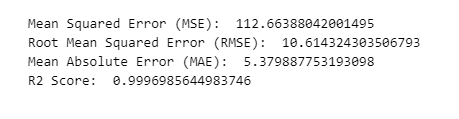 Mean Squared Error (MSE):  112.66388042001495
Root Mean Squared Error (RMSE):  10.614324303506793
Mean Absolute Error (MAE):  5.379887753193098
R2 Score:  0.9996985644983746